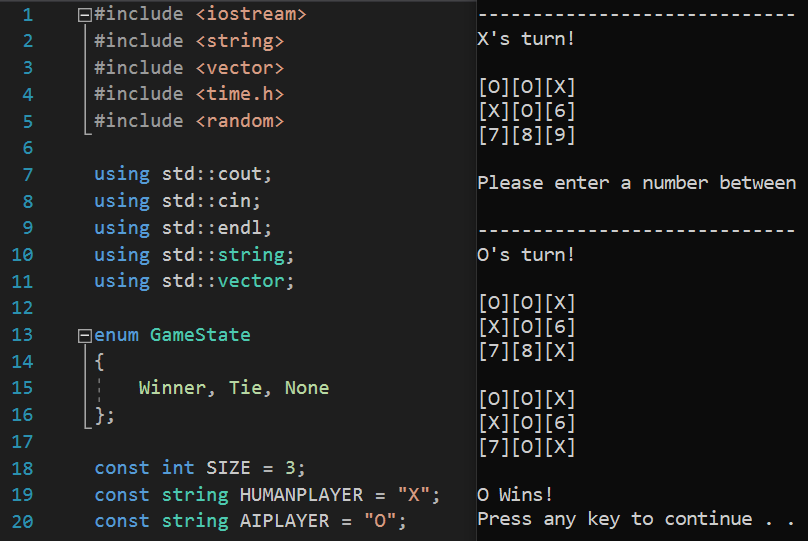 1 #include <iostream>
2 #include <string>
3 #include <vector>
4 #include <time.h>
5 #include <random>
6
7 using std::cout;
8 using std::cin;
9 using std::endl;
10 using std::string;
11 using std::vector;
12
13 enum GameState
14 {
15 Winner, Tie, None
16 };
17
18 const int SIZE = 3;
19 const string HUMANPLAYER = "X";
20 const string AIPLAYER = "O";
-----------------------------
X's turn!
[O][O][X]
[X][O][6]
[7][8][9]
Please enter a number between
-----------------------------
O's turn!
[O][O][X]
[X][O][6]
[7][8][X]
[O][O][X]
[X][O][6]
[7][O][X]
O Wins!
Press any key to continue . .